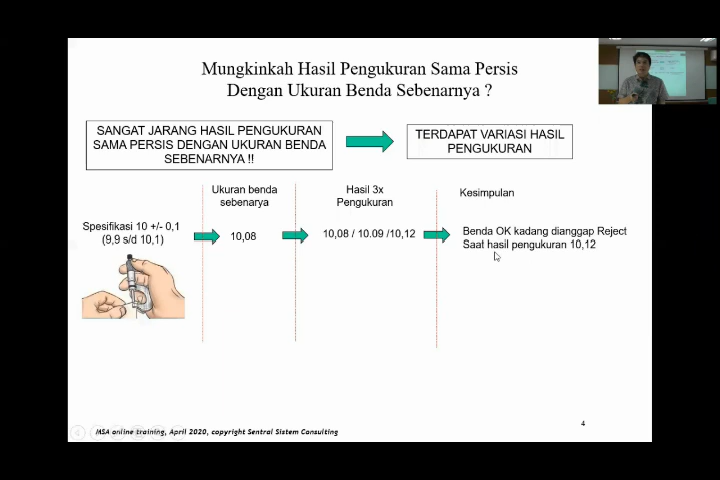 Mungkinkah Hasil Pengukuran Sama Persis
Dengan Ukuran Benda Sebenarnya ?
SANGAT JARANG HASIL PENGUKURAN
SAMA PERSIS DENGAN UKURAN BENDA
SEBENARNYA !!
TERDAPAT VARIASI HASIL
PENGUKURAN
Ukuran benda
sebenarya
Hasil 3x
Pengukuran
Kesimpulan
Spesifikasi 10 +/- 0,1
(9,9 s/d 10,1)
10,08
10,08 / 10.09 /10,12
Benda OK kadang dianggap Reject
Saat hasil pengukuran 10,12
4
MSA online training, April 2020, copyright Sentral Sistem Consulting